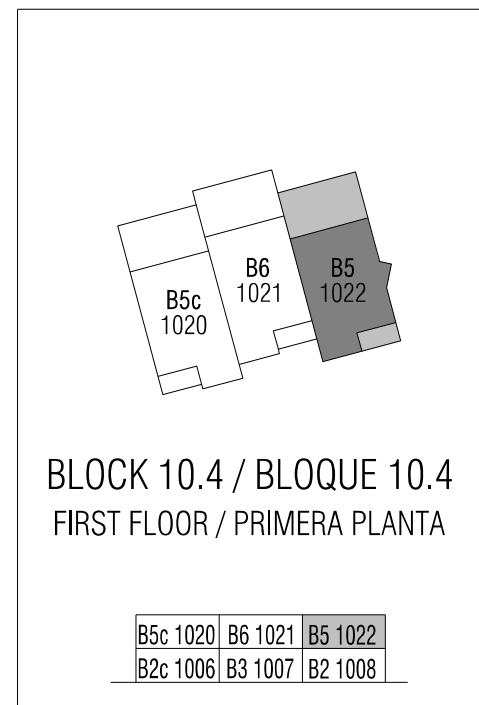 B5c
1020
B6
1021
B5
1022
BLOCK 10.4 / BLOQUE 10.4
FIRST FLOOR / PRIMERA PLANTA
B5c 1020 B6 1021 B5 1022
B2c 1006 B3 1007 B2 1008